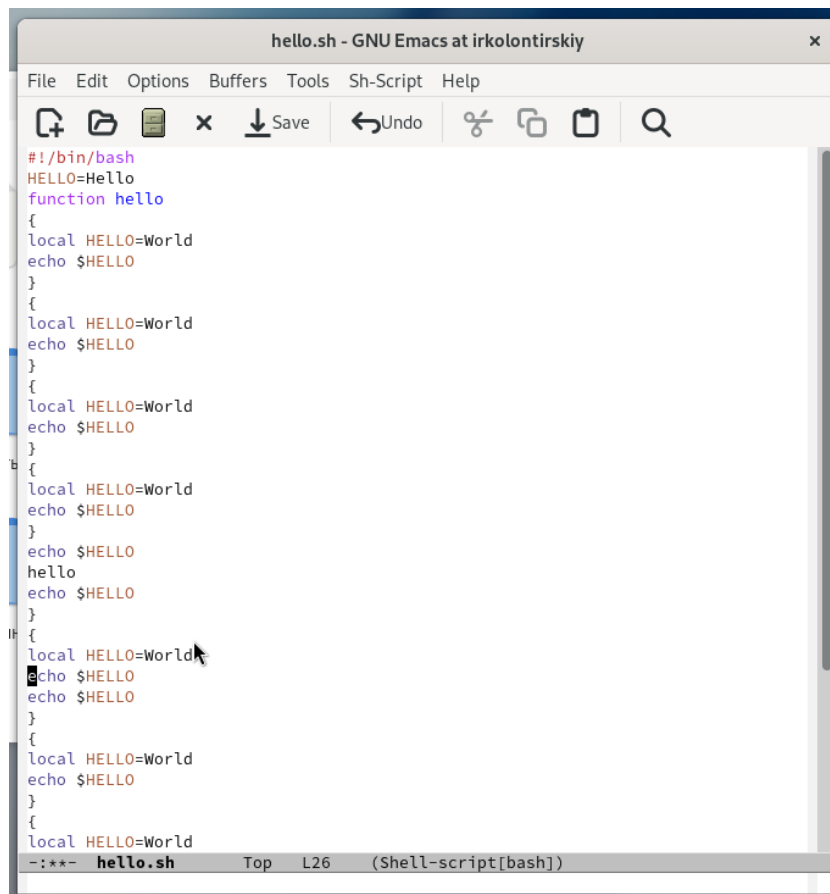 hello.sh - GNU Emacs at irkolontirskiy ×
File Edit Options Buffers Tools Sh-Script Help
Save Undo
#!/bin/bash
HELLO=Hello
function hello
{
local HELLO=World
echo $HELLO
}
{
local HELLO=World
echo $HELLO
}
{
local HELLO=World
echo $HELLO
}
{
local HELLO=World
echo $HELLO
}
echo $HELLO
hello
echo $HELLO
}
{
local HELLO=World
echo $HELLO
echo $HELLO
}
{
local HELLO=World
echo $HELLO
}
{
local HELLO=World
-:**- hello.sh Top L26 (Shell-script[bash])